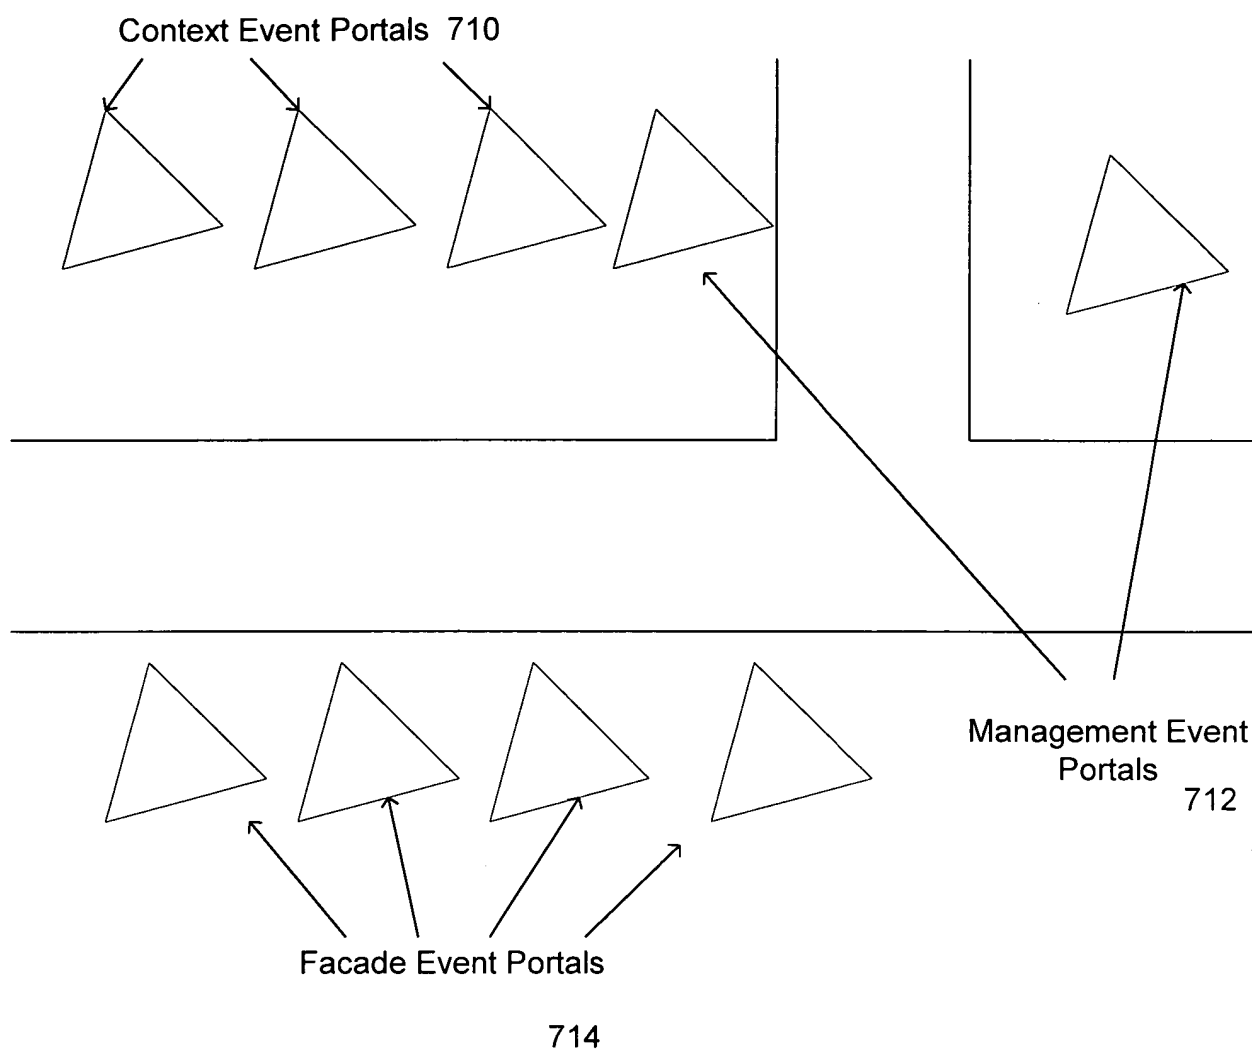 Context Event Portals 710
Management Event
Portals
712
Facade Event Portals
714